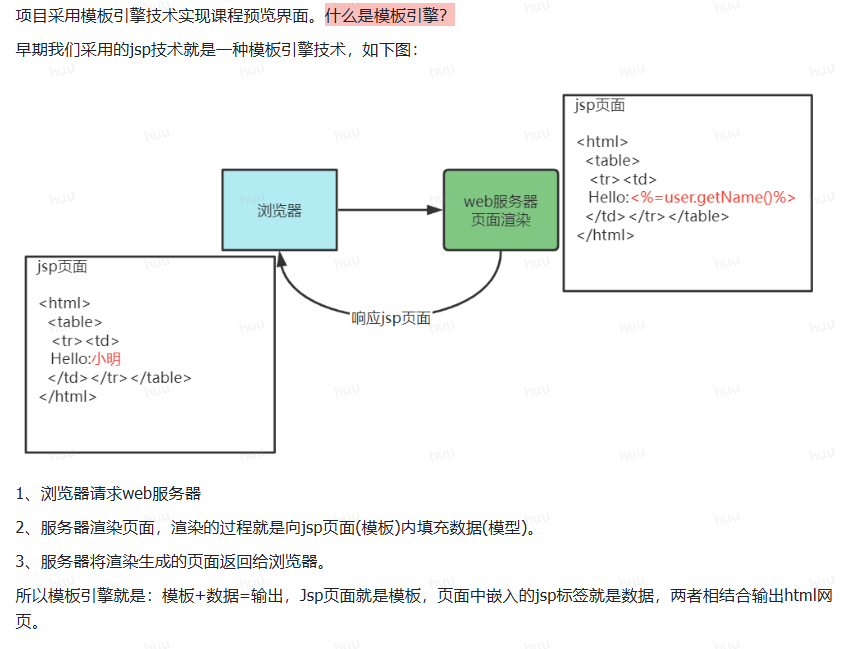 项目采用模板引擎技术实现课程预览界面。什么是模板引擎？
早期我们采用的jsp技术就是一种模板引擎技术，如下图：
jsp页面
<html>
<table>
<tr><td>
Hello:<%=user.getName()%>
</td></tr></table>
</html>
浏览器
web服务器
页面渲染
jsp页面
<html>
<table>
<tr><td>
Hello:小明
</td></tr></table>
</html>
响应jsp页面
1、浏览器请求web服务器
2、服务器渲染页面，渲染的过程就是向jsp页面(模板)内填充数据(模型)。
3、服务器将渲染生成的页面返回给浏览器。
所以模板引擎就是：模板+数据=输出，Jsp页面就是模板，页面中嵌入的jsp标签就是数据，两者相结合输出html网
页。
huu